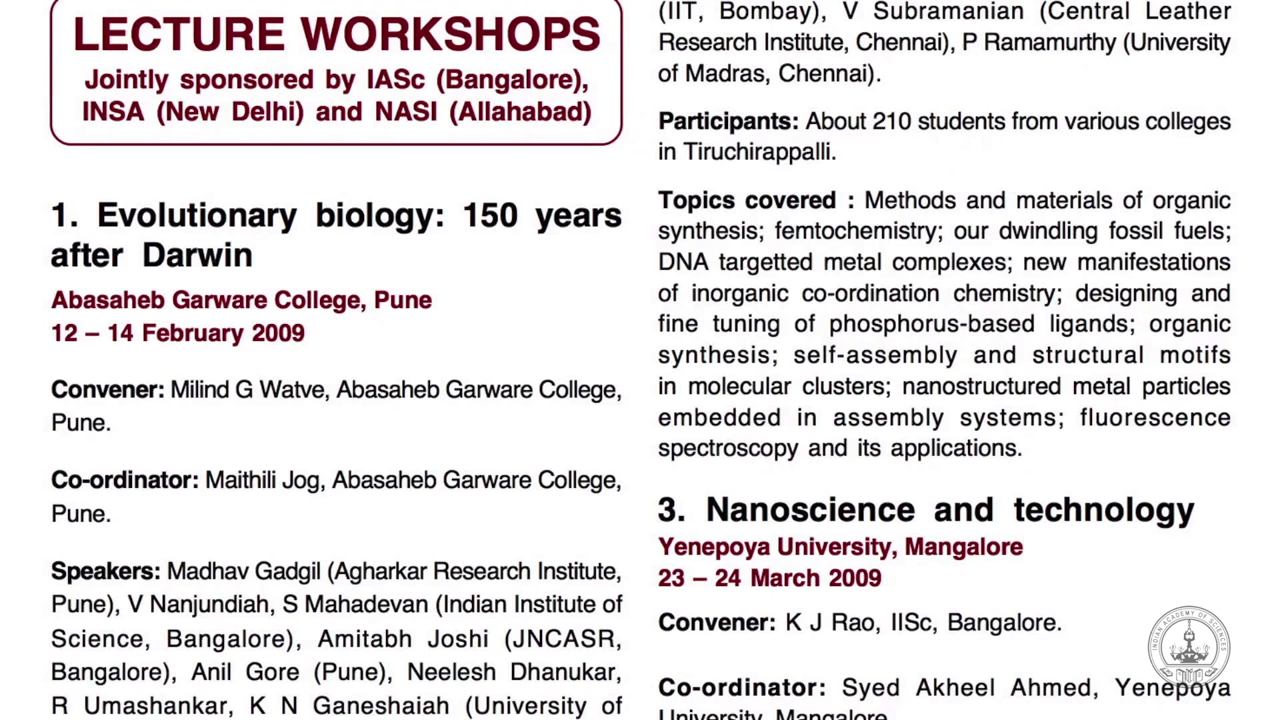 LECTURE WORKSHOPS
Jointly sponsored by IASc (Bangalore),
INSA (New Delhi) and NASI (Allahabad)
1. Evolutionary biology: 150 years
after Darwin
Abasaheb Garware College, Pune
12 – 14 February 2009
Convener: Milind G Watve, Abasaheb Garware College,
Pune.
Co-ordinator: Maithili Jog, Abasaheb Garware College,
Pune.
Speakers: Madhav Gadgil (Agharkar Research Institute,
Pune), V Nanjundiah, S Mahadevan (Indian Institute of
Science, Bangalore), Amitabh Joshi (JNCASR,
Bangalore), Anil Gore (Pune), Neelesh Dhanukar,
R Umashankar, K N Ganeshaiah (University of
(IIT, Bombay), V Subramanian (Central Leather
Research Institute, Chennai), P Ramamurthy (University
of Madras, Chennai).
Participants: About 210 students from various colleges
in Tiruchirappalli.
Topics covered : Methods and materials of organic
synthesis; femtochemistry; our dwindling fossil fuels;
DNA targetted metal complexes; new manifestations
of inorganic co-ordination chemistry; designing and
fine tuning of phosphorus-based ligands; organic
synthesis; self-assembly and structural motifs
in molecular clusters; nanostructured metal particles
embedded in assembly systems; fluorescence
spectroscopy and its applications.
3. Nanoscience and technology
Yenepoya University, Mangalore
23 – 24 March 2009
Convener: K J Rao, IISc, Bangalore.
Co-ordinator: Syed Akheel Ahmed, Yenepoya
University, Mangalore
INDIAN ACADEMY OF SCIENCES